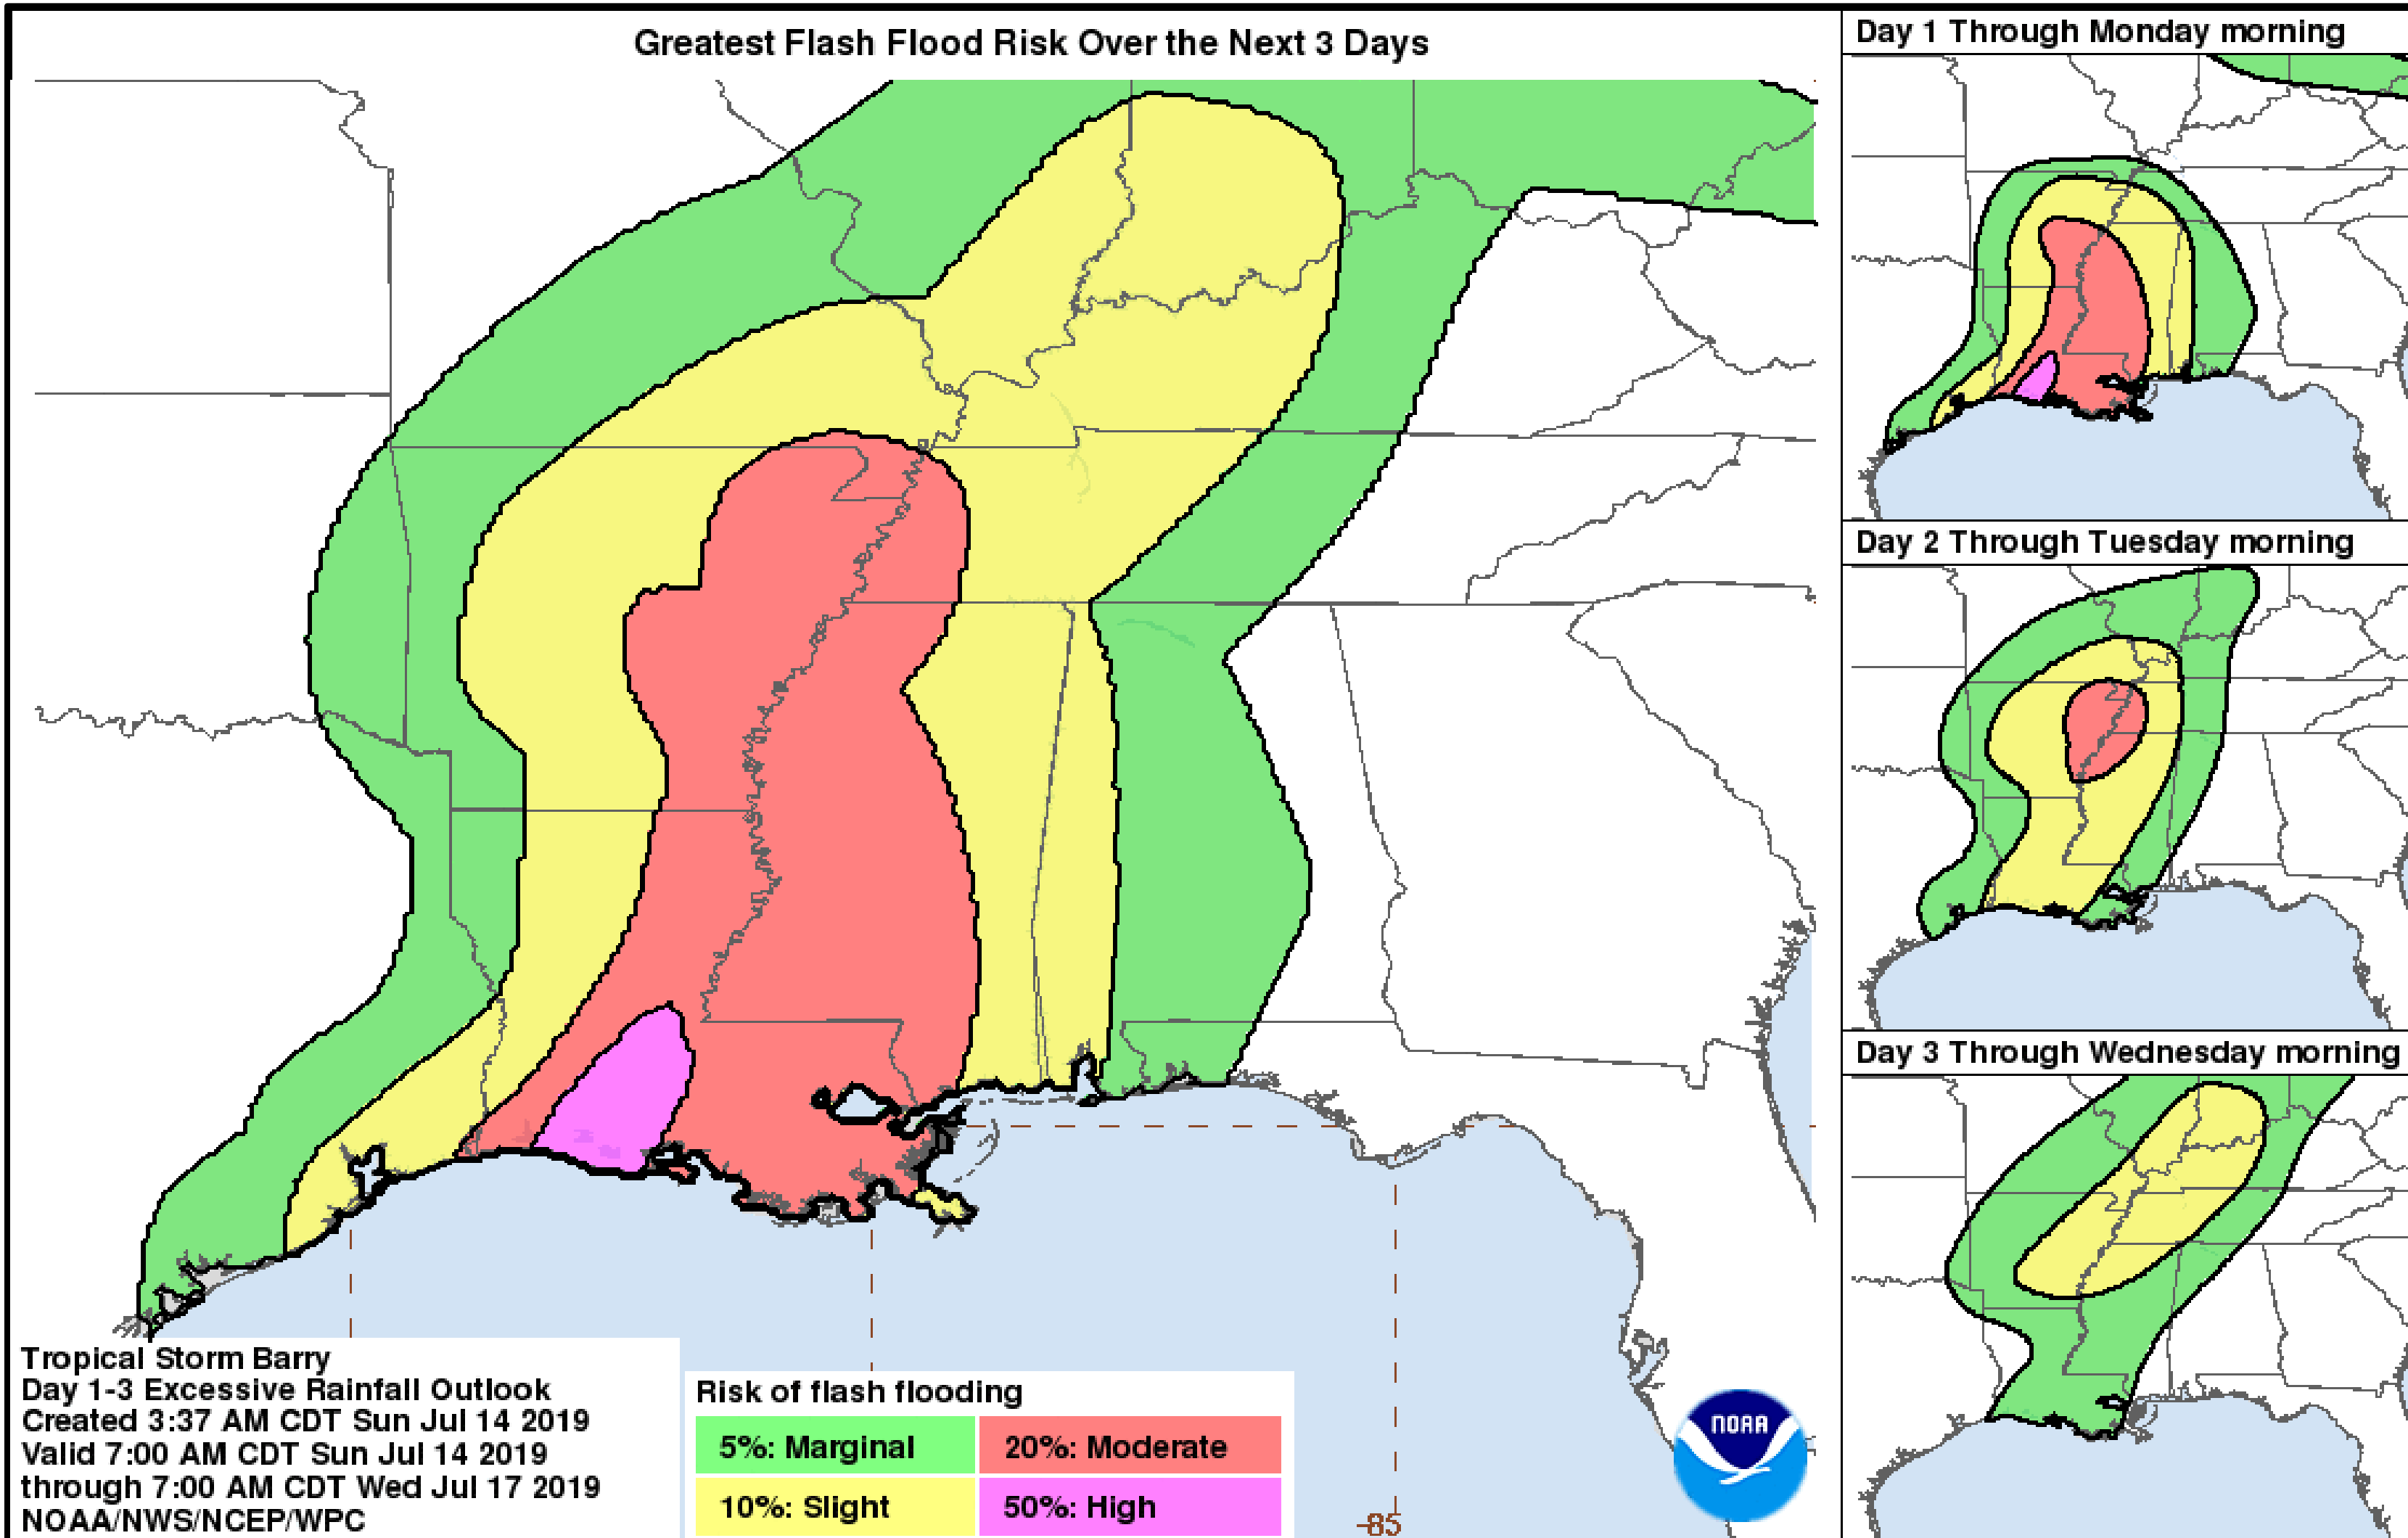 Greatest Flash Flood Risk Over the Next 3 Days
Day 1 Through Monday morning
Day 2 Through Tuesday morning
Day 3 Through Wednesday morning
Tropical Storm Barry
Day 1-3 Excessive Rainfall Outlook
Created 3:37 AM CDT Sun Jul 14 2019
Valid 7:00 AM CDT Sun Jul 14 2019
through 7:00 AM CDT Wed Jul 17 2019
NOAA/NWS/NCEP/WPC
Risk of flash flooding
5%: Marginal
20%: Moderate
10%: Slight
50%: High
-85
NOAA